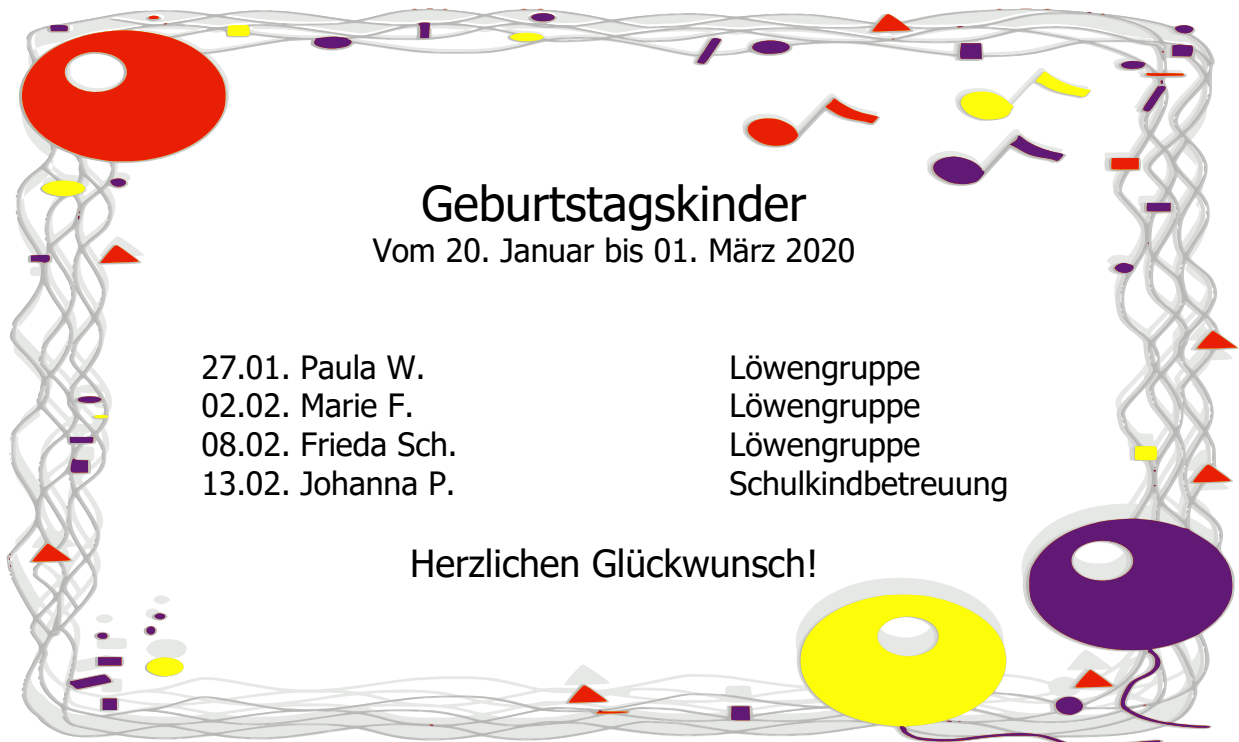 Geburtstagskinder
Vom 20. Januar bis 01. März 2020
27.01. Paula W. Löwengruppe
02.02. Marie F. Löwengruppe
08.02. Frieda Sch. Löwengruppe
13.02. Johanna P. Schulkindbetreuung
Herzlichen Glückwunsch!